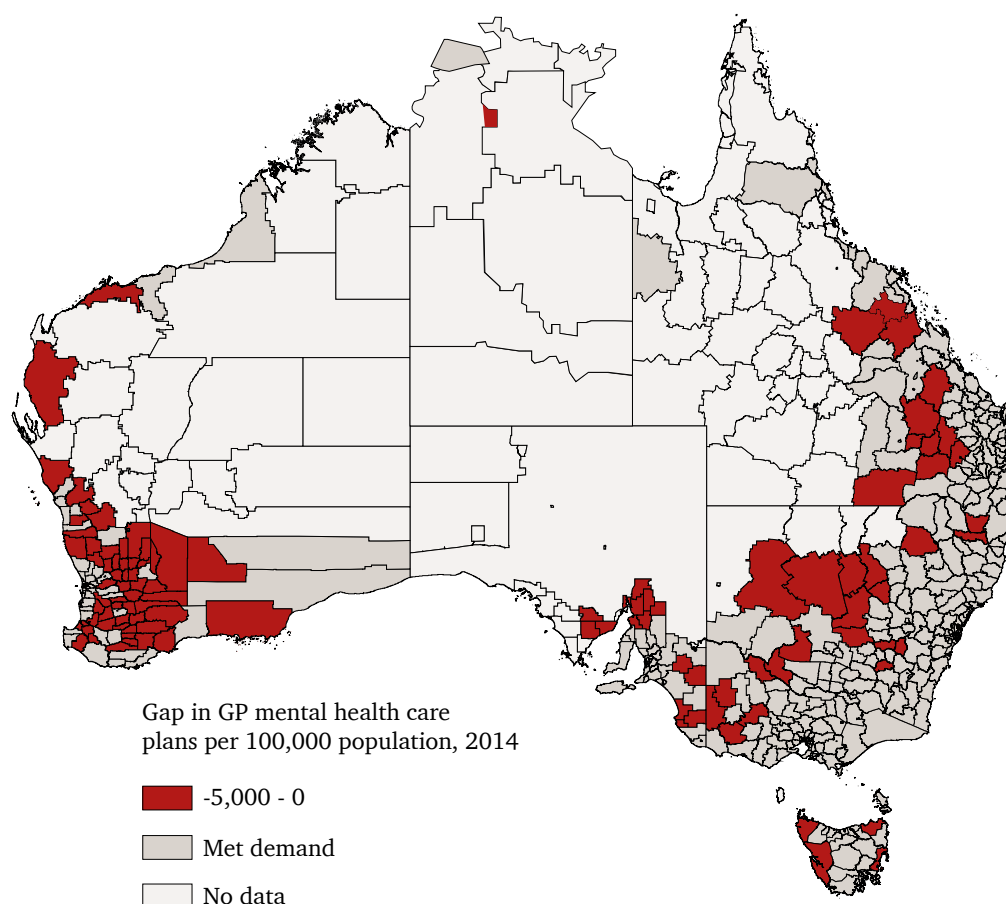 Gap in GP mental health care
plans per 100,000 population, 2014
-5,000 - 0
Met demand
No data